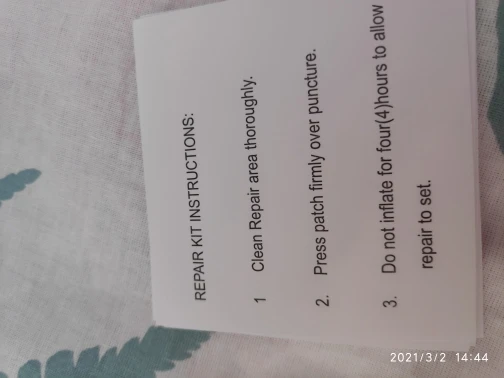 REPAIR KIT INSTRUCTIONS:
1 Clean Repair area thoroughly.
2. Press patch firmly over puncture.
3. Do not inflate for four(4)hours to allow
repair to set.
2021/3/2 14:44